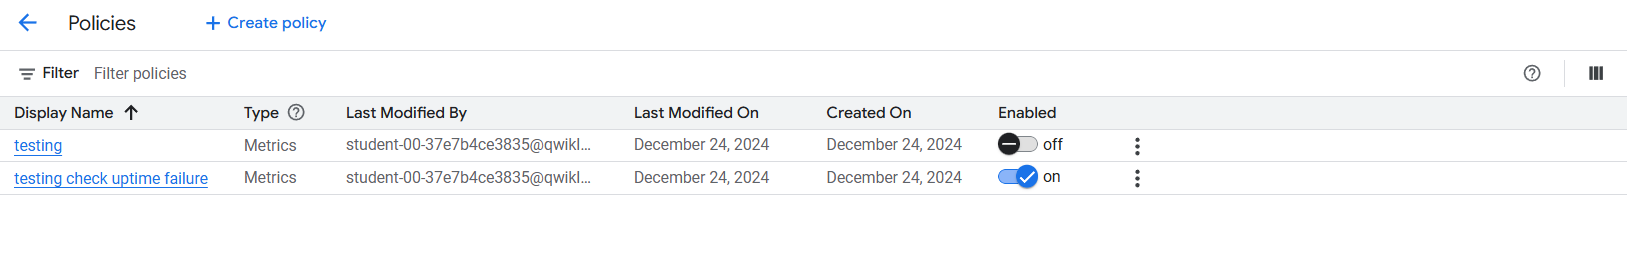 Policies + Create policy
Filter Filter policies
Display Name Type Last Modified By Last Modified On Created On Enabled
testing Metrics student-00-37e7b4ce3835@qwikl... December 24, 2024 December 24, 2024 off
testing check uptime failure Metrics student-00-37e7b4ce3835@qwikl... December 24, 2024 December 24, 2024 on